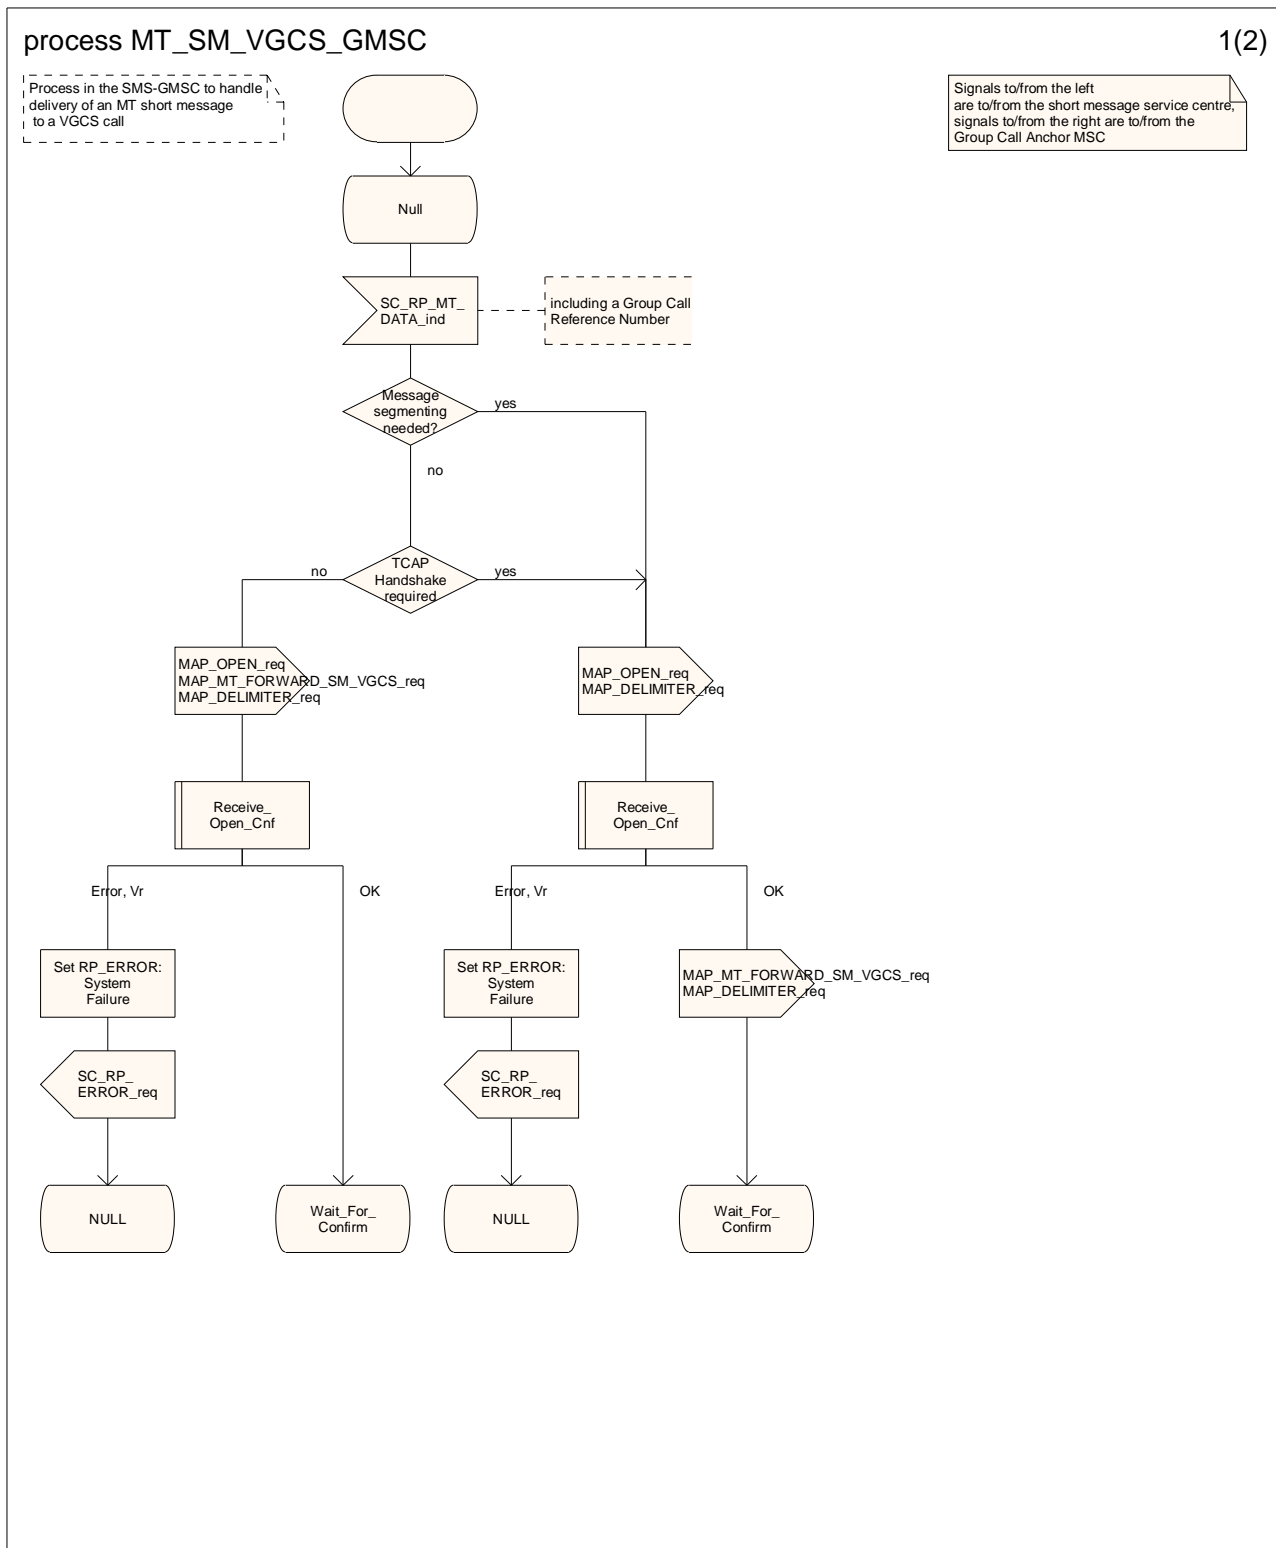 process MT_SM_VGCS_GMSC
1(2)
Process in the SMS-GMSC to handle
delivery of an MT short message
to a VGCS call
Signals to/from the left
are to/from the short message service centre,
signals to/from the right are to/from the
Group Call Anchor MSC
Null
SC_RP_MT_
DATA_ind
including a Group Call
Reference Number
Message
segmenting
needed?
yes
no
TCAP
Handshake
required
no
yes
MAP_OPEN_req
MAP_MT_FORWARD_SM_VGCS_req
MAP_DELIMITER_req
MAP_OPEN_req
MAP_DELIMITER_req
Receive_
Open_Cnf
Receive_
Open_Cnf
Error, Vr
OK
Error, Vr
OK
Set RP_ERROR:
System
Failure
Set RP_ERROR:
System
Failure
MAP_MT_FORWARD_SM_VGCS_req
MAP_DELIMITER_req
SC_RP_
ERROR_req
SC_RP_
ERROR_req
NULL
Wait_For_
Confirm
NULL
Wait_For_
Confirm